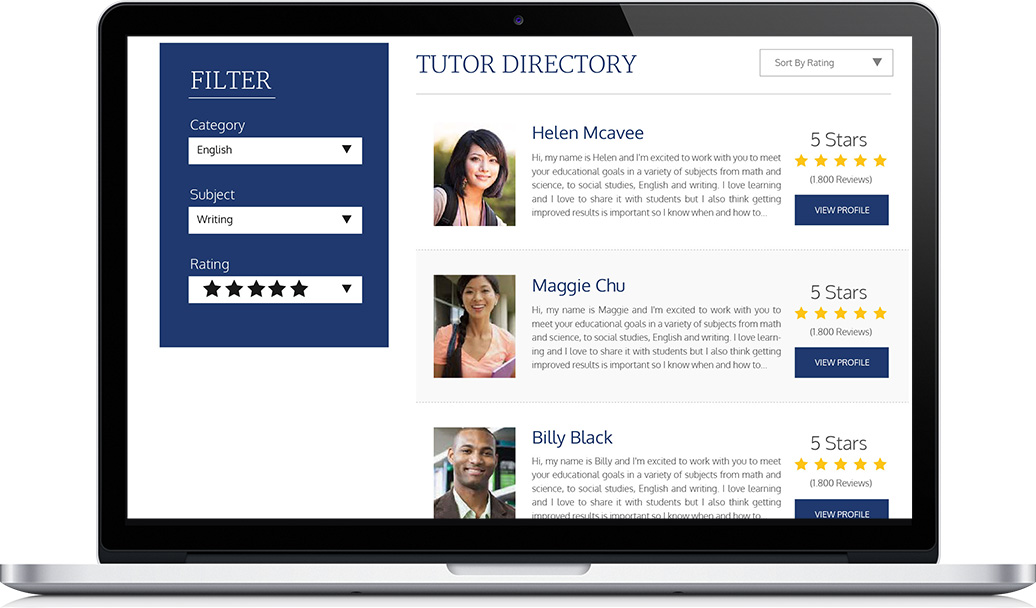 FILTER
Category
English
Subject
Writing
Rating
TUTOR DIRECTORY
Sort By Rating
Helen Mcavee
Hi, my name is Helen and I'm excited to work with you to meet
your educational goals in a variety of subjects from math and
science, to social studies, English and writing. I love learning
and I love to share it with students but I also think getting
improved results is important so I know when and how to...
5 Stars
(1.800 Reviews)
VIEW PROFILE
Maggie Chu
Hi, my name is Maggie and I'm excited to work with you to
meet your educational goals in a variety of subjects from math
and science, to social studies, English and writing. I love learn-
ing and I love to share it with students but I also think getting
improved results is important so I know when and how to...
5 Stars
(1.800 Reviews)
VIEW PROFILE
Billy Black
Hi, my name is Billy and I'm excited to work with you to meet
your educational goals in a variety of subjects from math and
science, to social studies, English and writing. I love learning
and I love to share it with students but I also think getting
improved results is important so I know when and how to...
5 Stars
(1.800 Reviews)
VIEW PROFILE